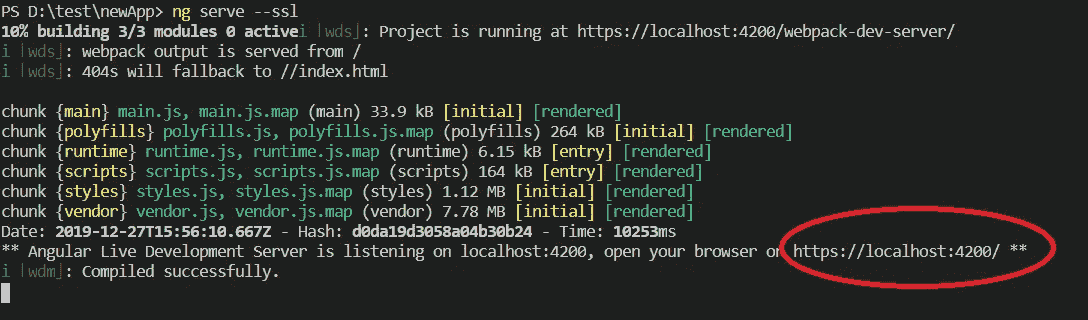 PS D:\test\newApp> ng serve --ssl
10% building 3/3 modules 0 activei ｢wds｣: Project is running at https://localhost:4200/webpack-dev-server/
i ｢wds｣: webpack output is served from /
i ｢wds｣: 404s will fallback to //index.html
chunk {main} main.js, main.js.map (main) 33.9 kB [initial] [rendered]
chunk {polyfills} polyfills.js, polyfills.js.map (polyfills) 264 kB [initial] [rendered]
chunk {runtime} runtime.js, runtime.js.map (runtime) 6.15 kB [entry] [rendered]
chunk {scripts} scripts.js, scripts.js.map (scripts) 164 kB [entry] [rendered]
chunk {styles} styles.js, styles.js.map (styles) 1.12 MB [initial] [rendered]
chunk {vendor} vendor.js, vendor.js.map (vendor) 7.78 MB [initial] [rendered]
Date: 2019-12-27T15:56:10.667Z - Hash: d0da19d3058a04b30b24 - Time: 10253ms
** Angular Live Development Server is listening on localhost:4200, open your browser on https://localhost:4200/ **
i ｢wdm｣: Compiled successfully.